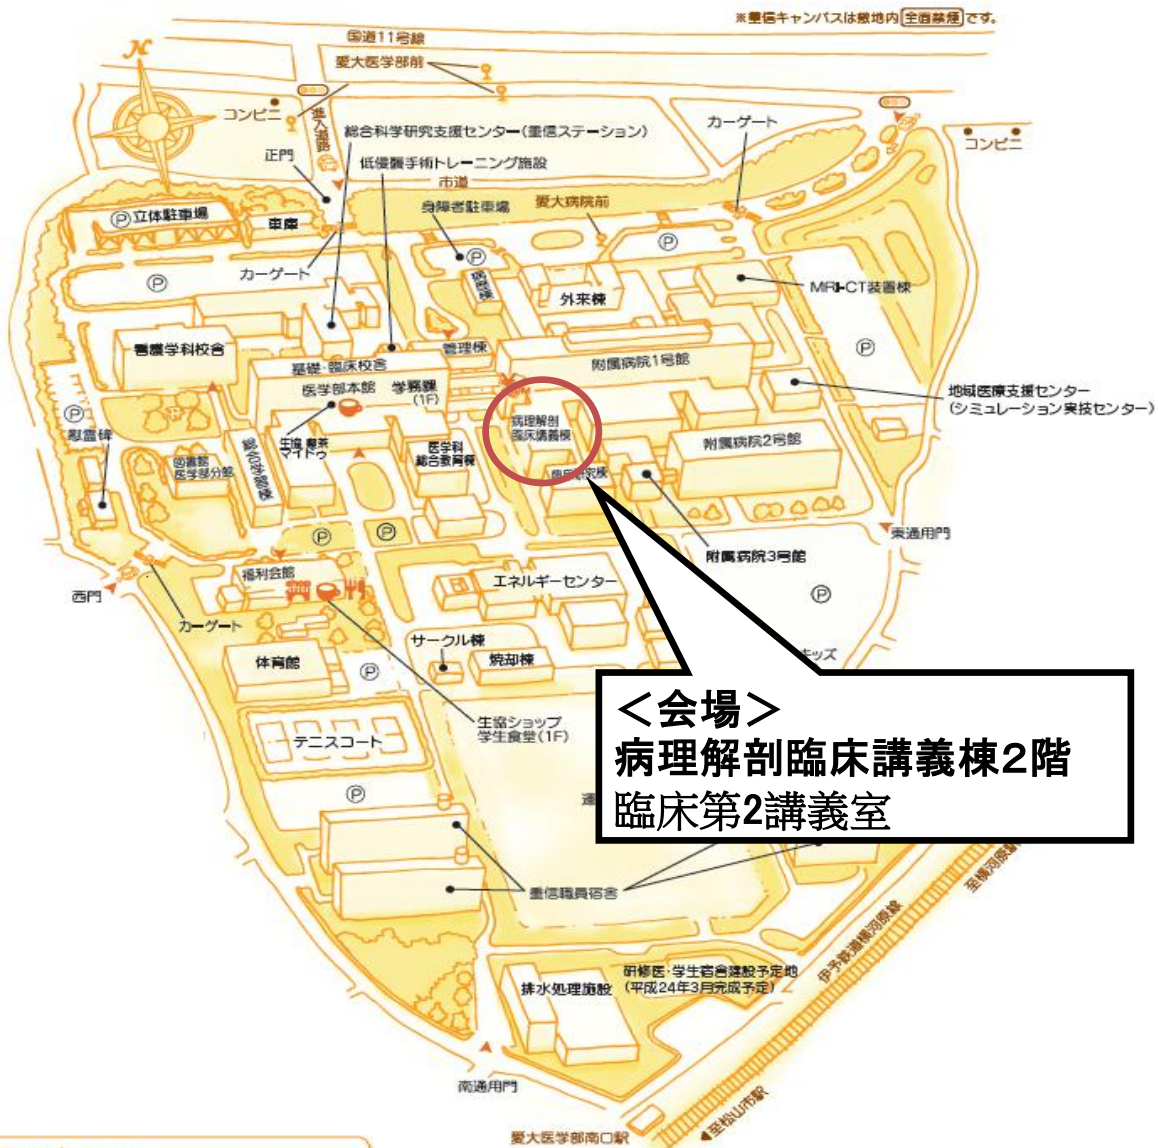 ※重信キャンパスは敷地内全面禁煙です。
国道11号線
愛大医学部前
N
コンビニ
進入道路
総合科学研究支援センター(重信ステーション)
カーゲート
コンビニ
正門
低侵襲手術トレーニング施設
市道
身障者駐車場
愛大病院前
P立体駐車場
車庫
P
P
カーゲート
P
外来棟
MRI-CT装置棟
看護学科校舎
管理棟
P
基礎・臨床校舎
附属病院1号館
医学部本館 学務課
(1F)
地域医療支援センター
(シミュレーション実技センター)
P
慰霊碑
病理解剖
臨床講義棟
生協 喫茶
マイドゥ
医学科
総合教育棟
附属病院2号館
図書館
医学部分館
臨床研究棟
P
P
東通用門
附属病院3号館
福利会館
エネルギーセンター
P
西門
カーゲート
サークル棟
体育館
焼却棟
キッズ
P
<会場>
病理解剖臨床講義棟2階
臨床第2講義室
生協ショップ
学生食堂(1F)
テニスコート
P
運
重信職員宿舎
至横河原駅
伊予鉄道横河原線
研修医・学生宿舎建設予定地
(平成24年3月完成予定)
排水処理施設
南通用門
至松山市駅
愛大医学部南口駅